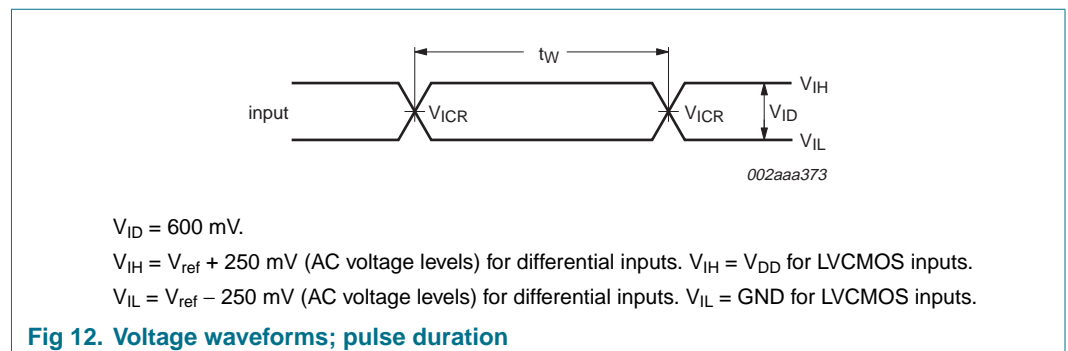 tW
input
VICR
VICR
VIH
VID
VIL
002aaa373
VID = 600 mV.
VIH = Vref + 250 mV (AC voltage levels) for differential inputs. VIH = VDD for LVCMOS inputs.
VIL = Vref − 250 mV (AC voltage levels) for differential inputs. VIL = GND for LVCMOS inputs.
Fig 12. Voltage waveforms; pulse duration